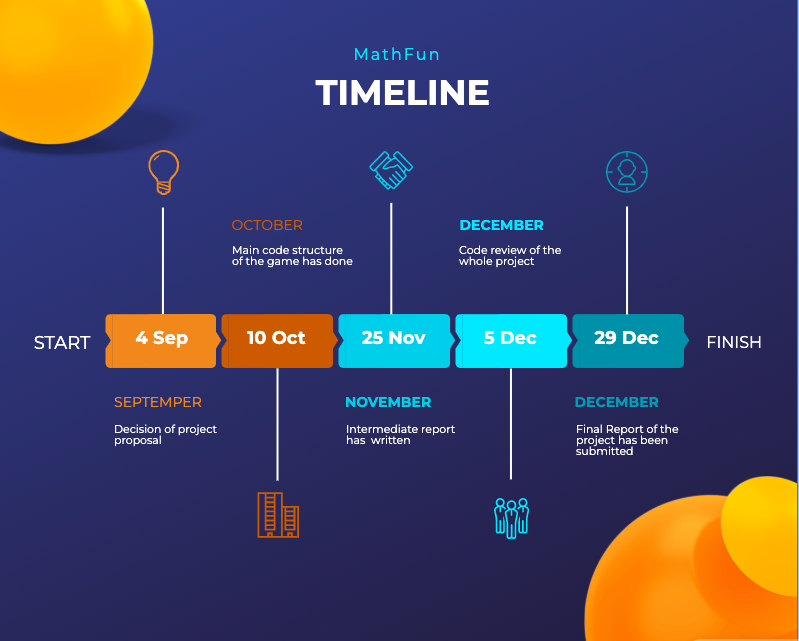 MathFun
TIMELINE
OCTOBER
Main code structure
of the game has done
DECEMBER
Code review of the
whole project
START
4 Sep
10 Oct
25 Nov
5 Dec
29 Dec
FINISH
SEPTEMPER
Decision of project
proposal
NOVEMBER
Intermediate report
has written
DECEMBER
Final Report of the
project has been
submitted